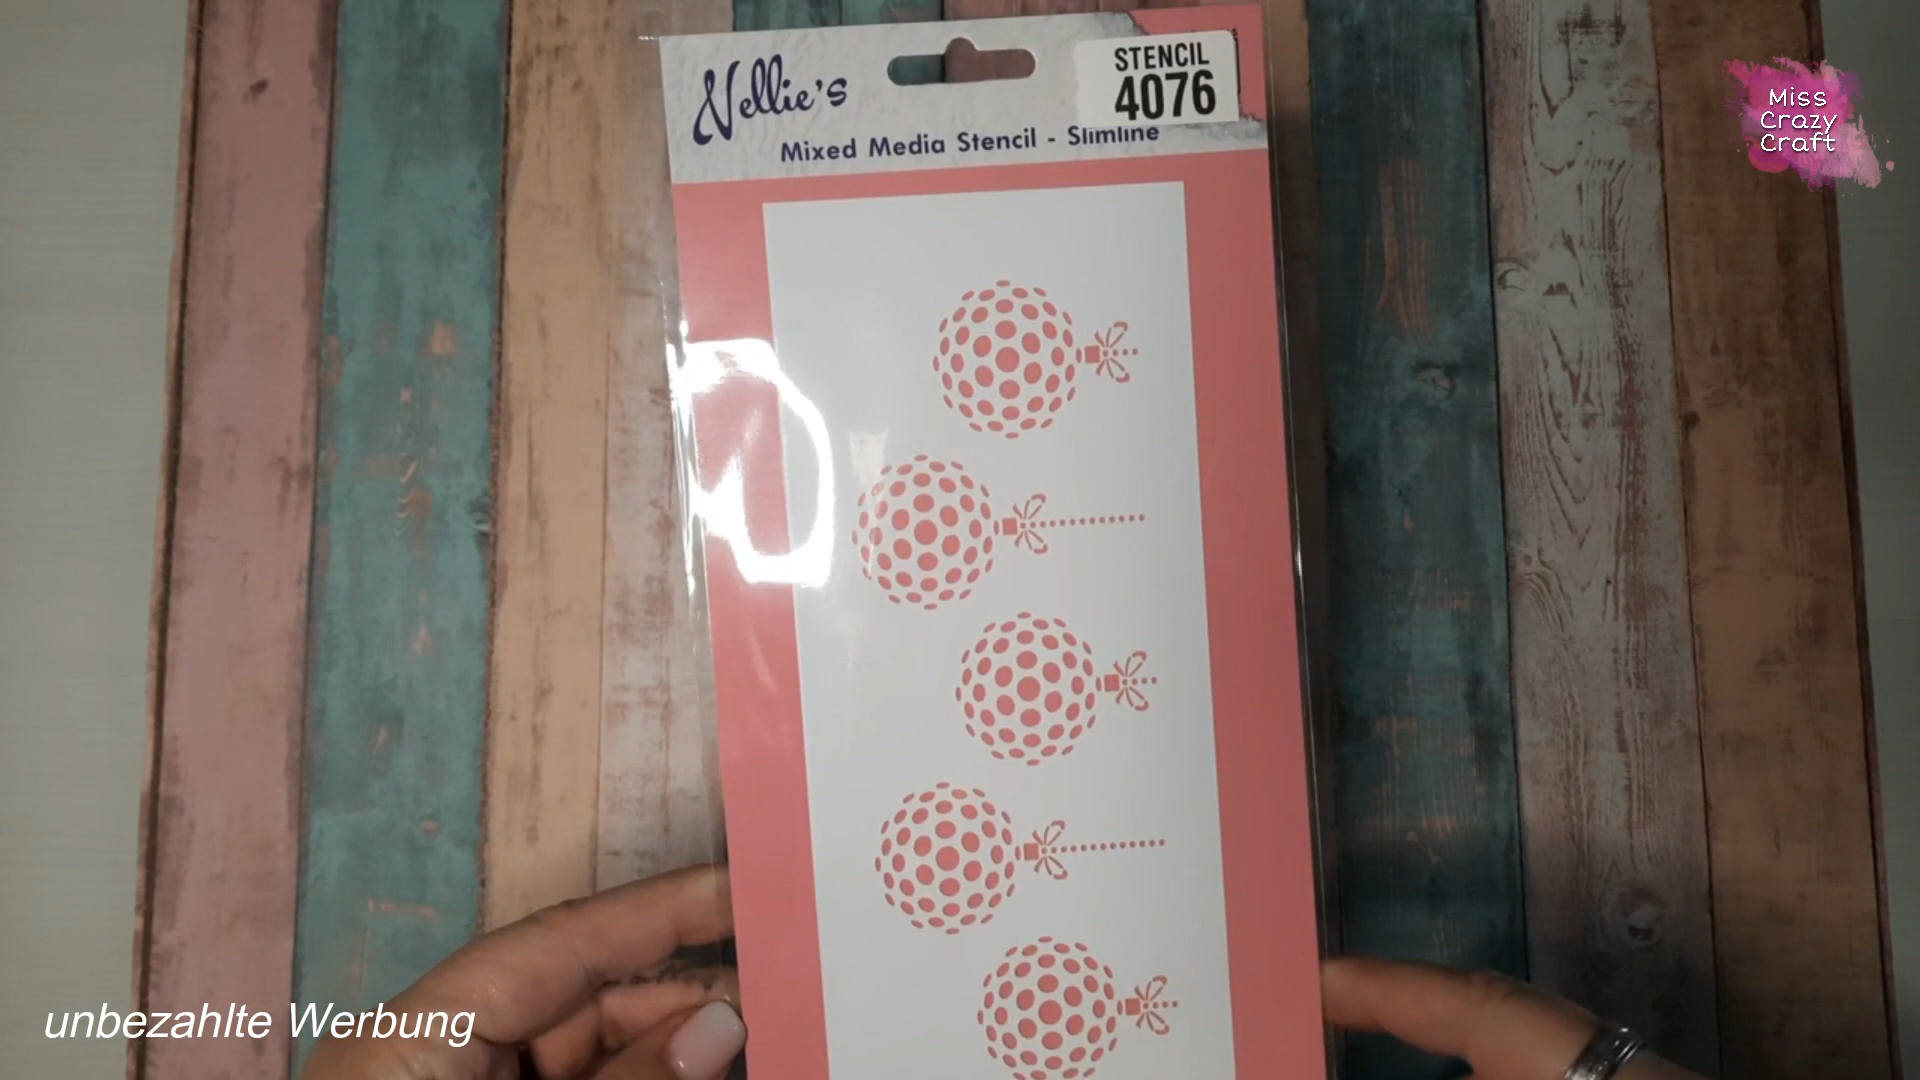 Nellie's
STENCIL
4076
Mixed Media Stencil - Slimline
Miss
Crazy
Craft
unbezahlte Werbung